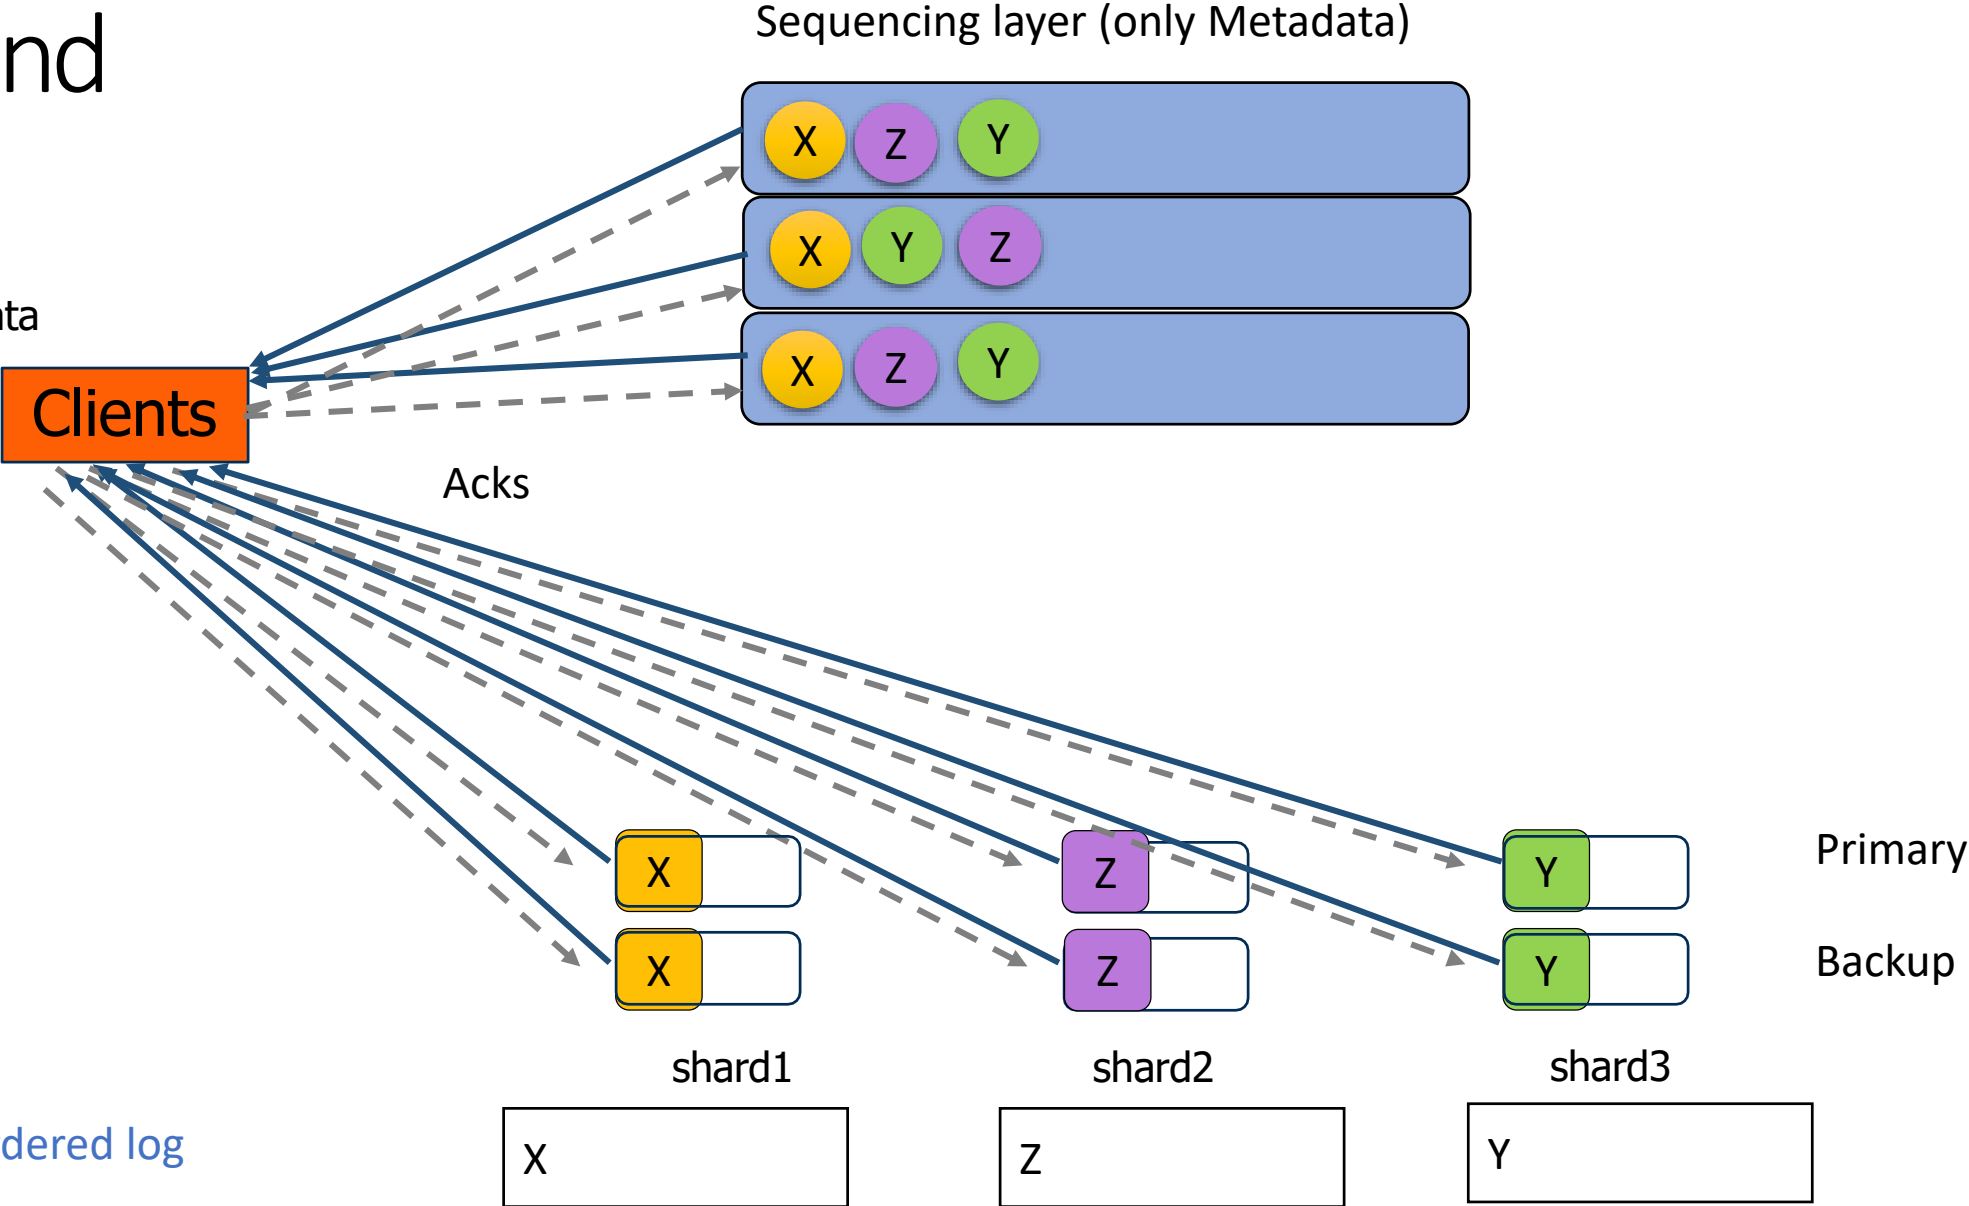 Sequencing layer (only Metadata)
nd
X Z Y
X Y Z
ta
X Z Y
Clients
Acks
X Z Y Primary
X Z Y Backup
shard1 shard2 shard3
dered log X Z Y